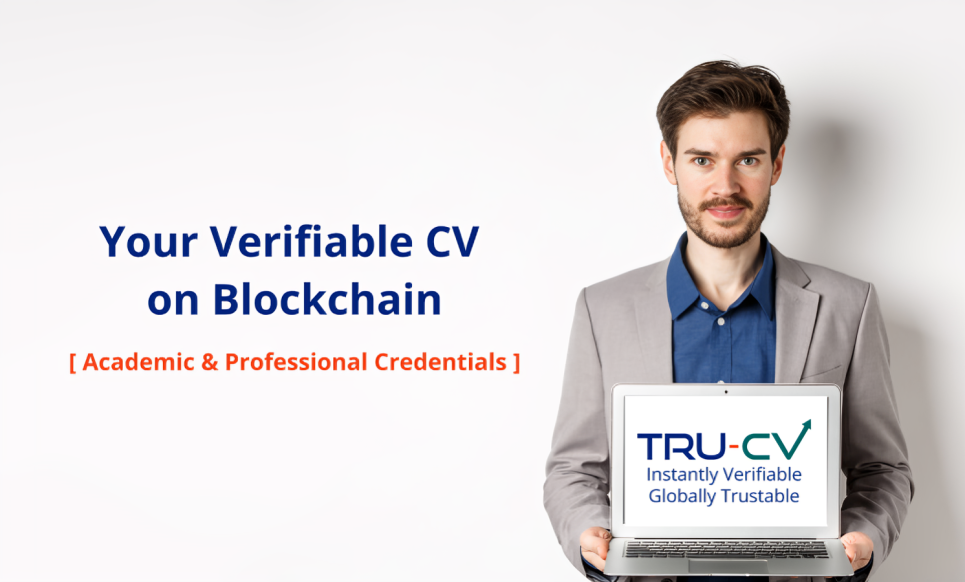 Your Verifiable CV
on Blockchain
[ Academic & Professional Credentials ]
TRU-CV
Instantly Verifiable
Globally Trustable